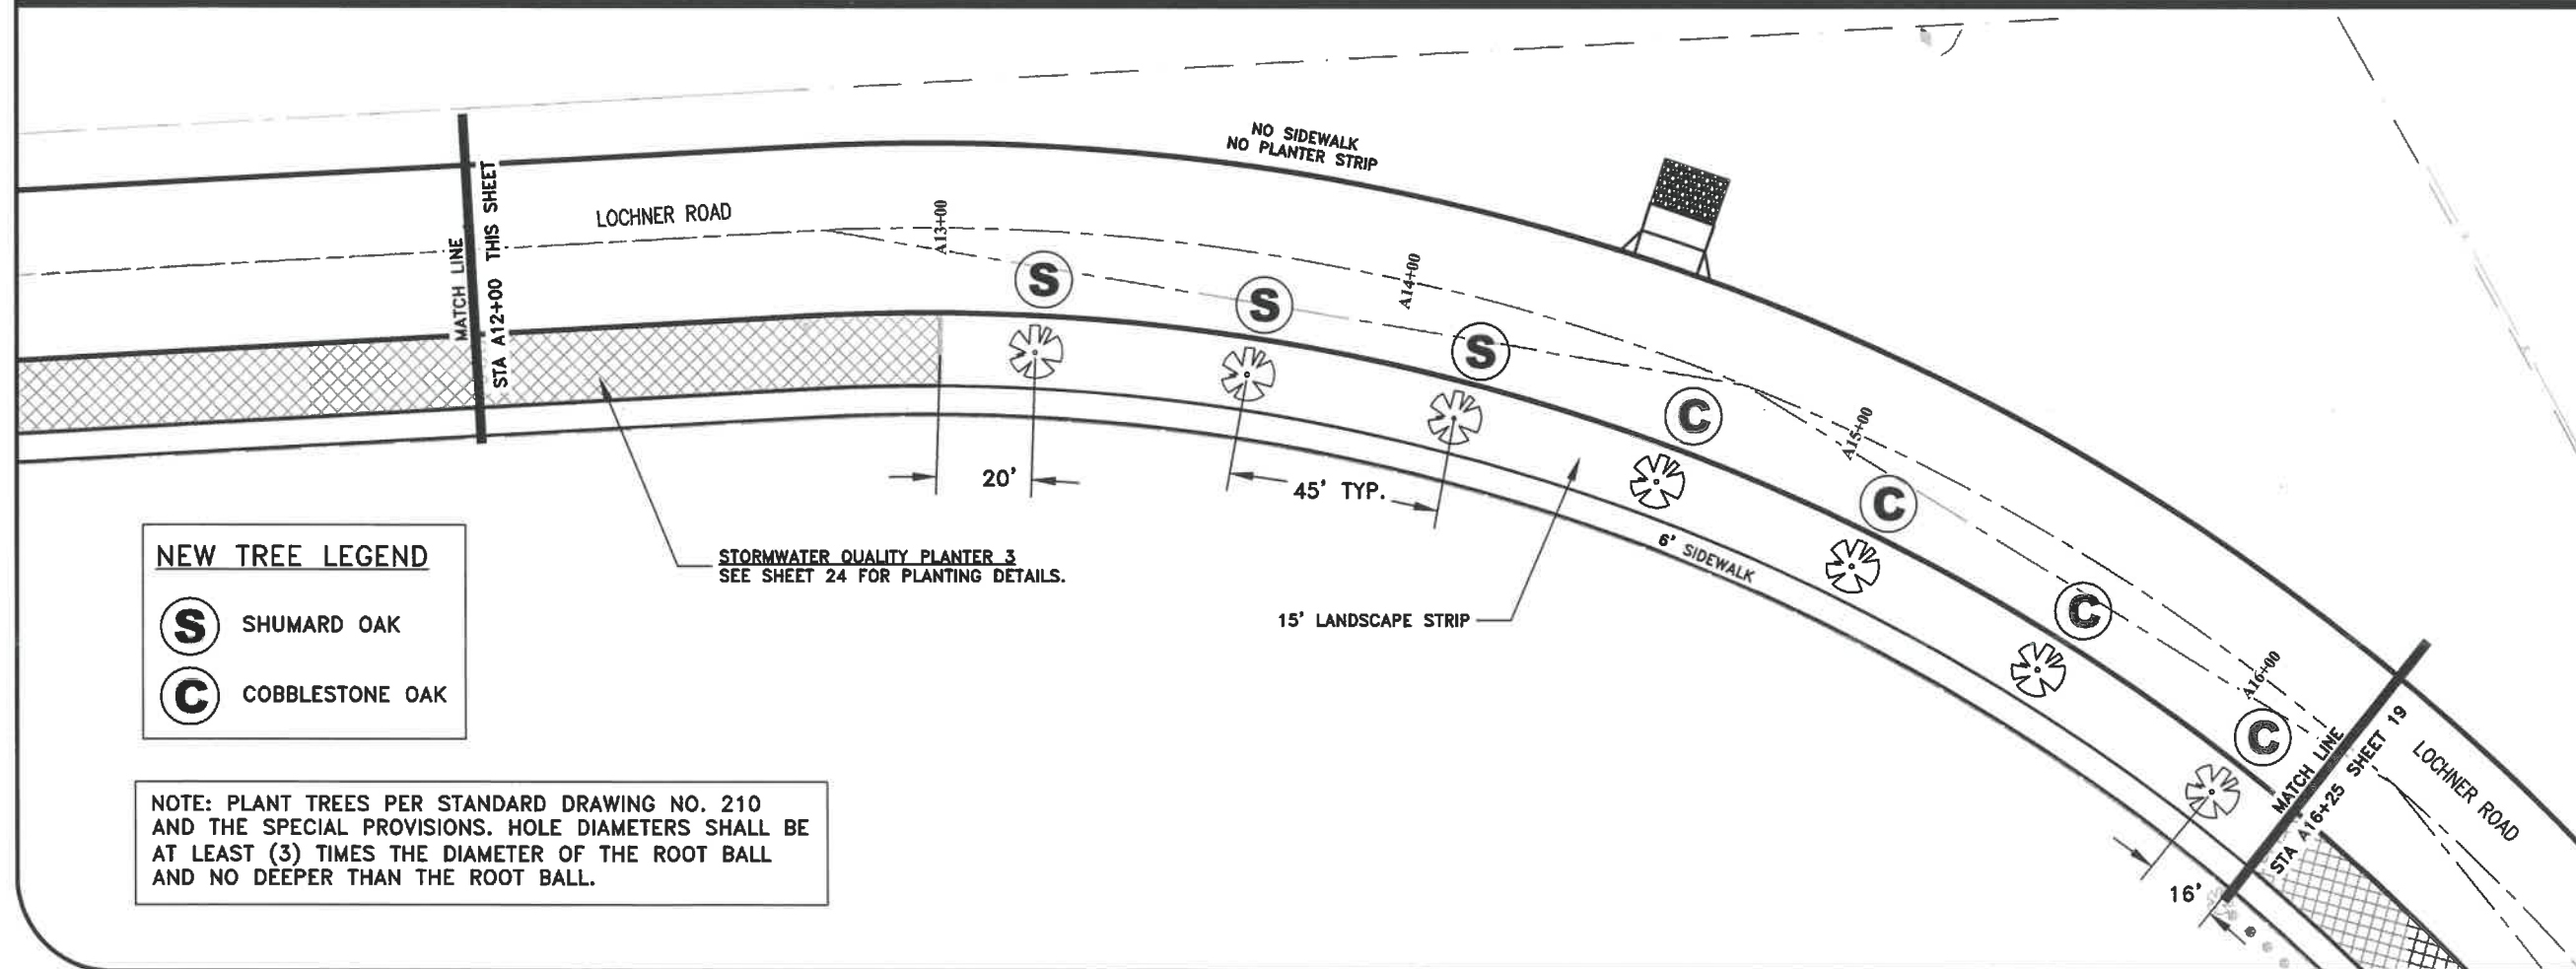 NO SIDEWALK
NO PLANTER STRIP
MATCH LINE
STA A12+00 THIS SHEET
LOCHNER ROAD
A13+00
A14+00
A15+00
A16+00
S
S
S
C
C
C
C
20'
45' TYP.
6' SIDEWALK
15' LANDSCAPE STRIP
STORMWATER QUALITY PLANTER 3
SEE SHEET 24 FOR PLANTING DETAILS.
MATCH LINE
STA A16+25 SHEET 19
LOCHNER ROAD
16'
NEW TREE LEGEND
S SHUMARD OAK
C COBBLESTONE OAK
NOTE: PLANT TREES PER STANDARD DRAWING NO. 210
AND THE SPECIAL PROVISIONS. HOLE DIAMETERS SHALL BE
AT LEAST (3) TIMES THE DIAMETER OF THE ROOT BALL
AND NO DEEPER THAN THE ROOT BALL.